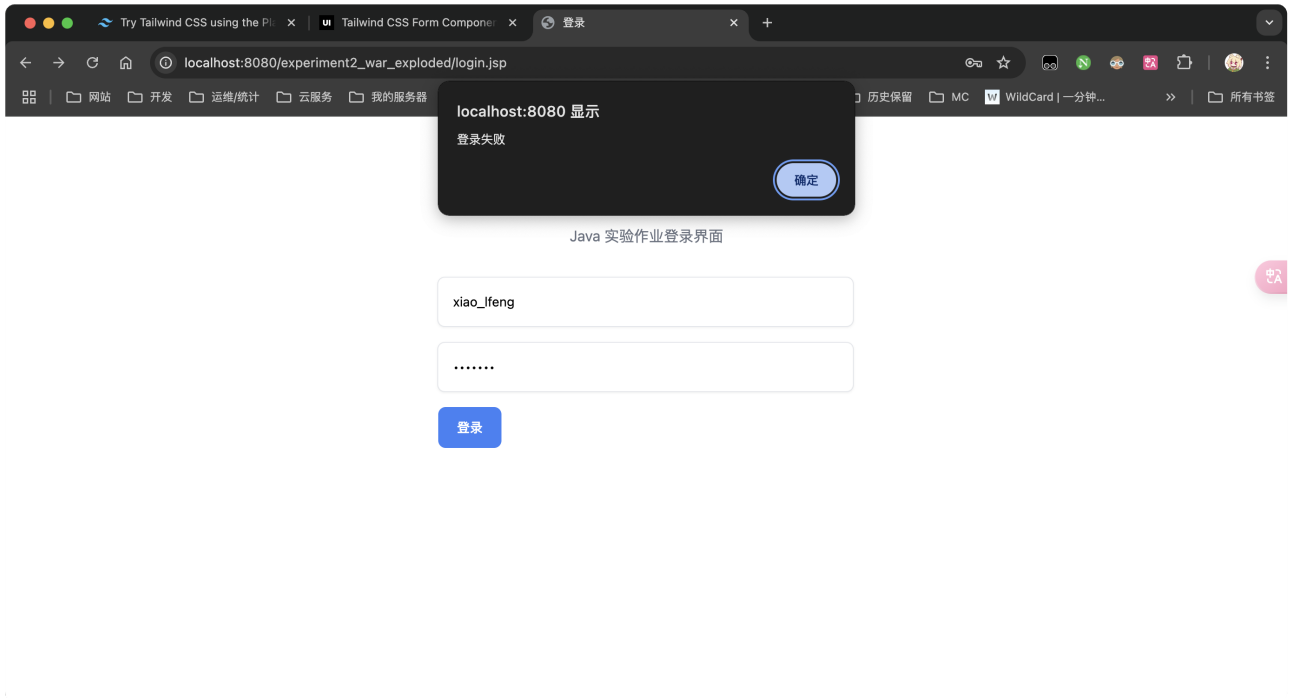 Try Tailwind CSS using the Pl
UI Tailwind CSS Form Componen
登录
localhost:8080/experiment2_war_exploded/login.jsp
网站 开发 运维/统计 云服务 我的服务器 历史保留 MC W WildCard | 一分钟... 所有书签
localhost:8080 显示
登录失败
确定
Java 实验作业登录界面
xiao_lfeng
•••••••
登录